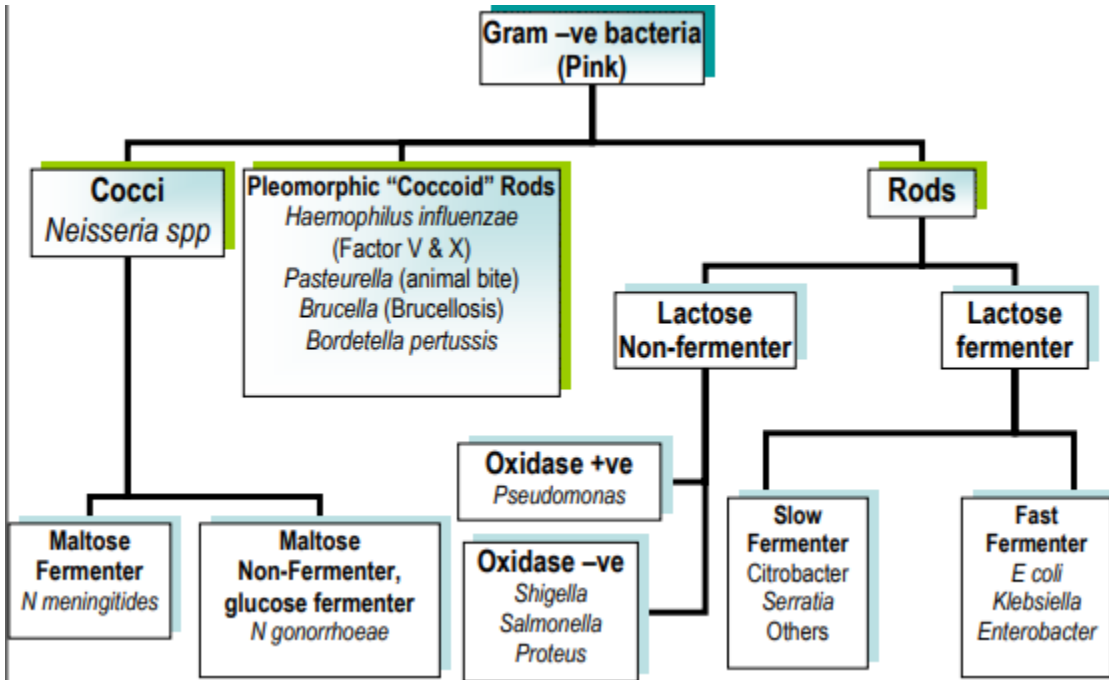 Gram –ve bacteria
(Pink)
Cocci
Neisseria spp
Pleomorphic “Coccoid” Rods
Haemophilus influenzae
(Factor V & X)
Pasteurella (animal bite)
Brucella (Brucellosis)
Bordetella pertussis
Rods
Lactose
Non-fermenter
Lactose
fermenter
Oxidase +ve
Pseudomonas
Oxidase –ve
Shigella
Salmonella
Proteus
Slow
Fermenter
Citrobacter
Serratia
Others
Fast
Fermenter
E coli
Klebsiella
Enterobacter
Maltose
Fermenter
N meningitides
Maltose
Non-Fermenter,
glucose fermenter
N gonorrhoeae